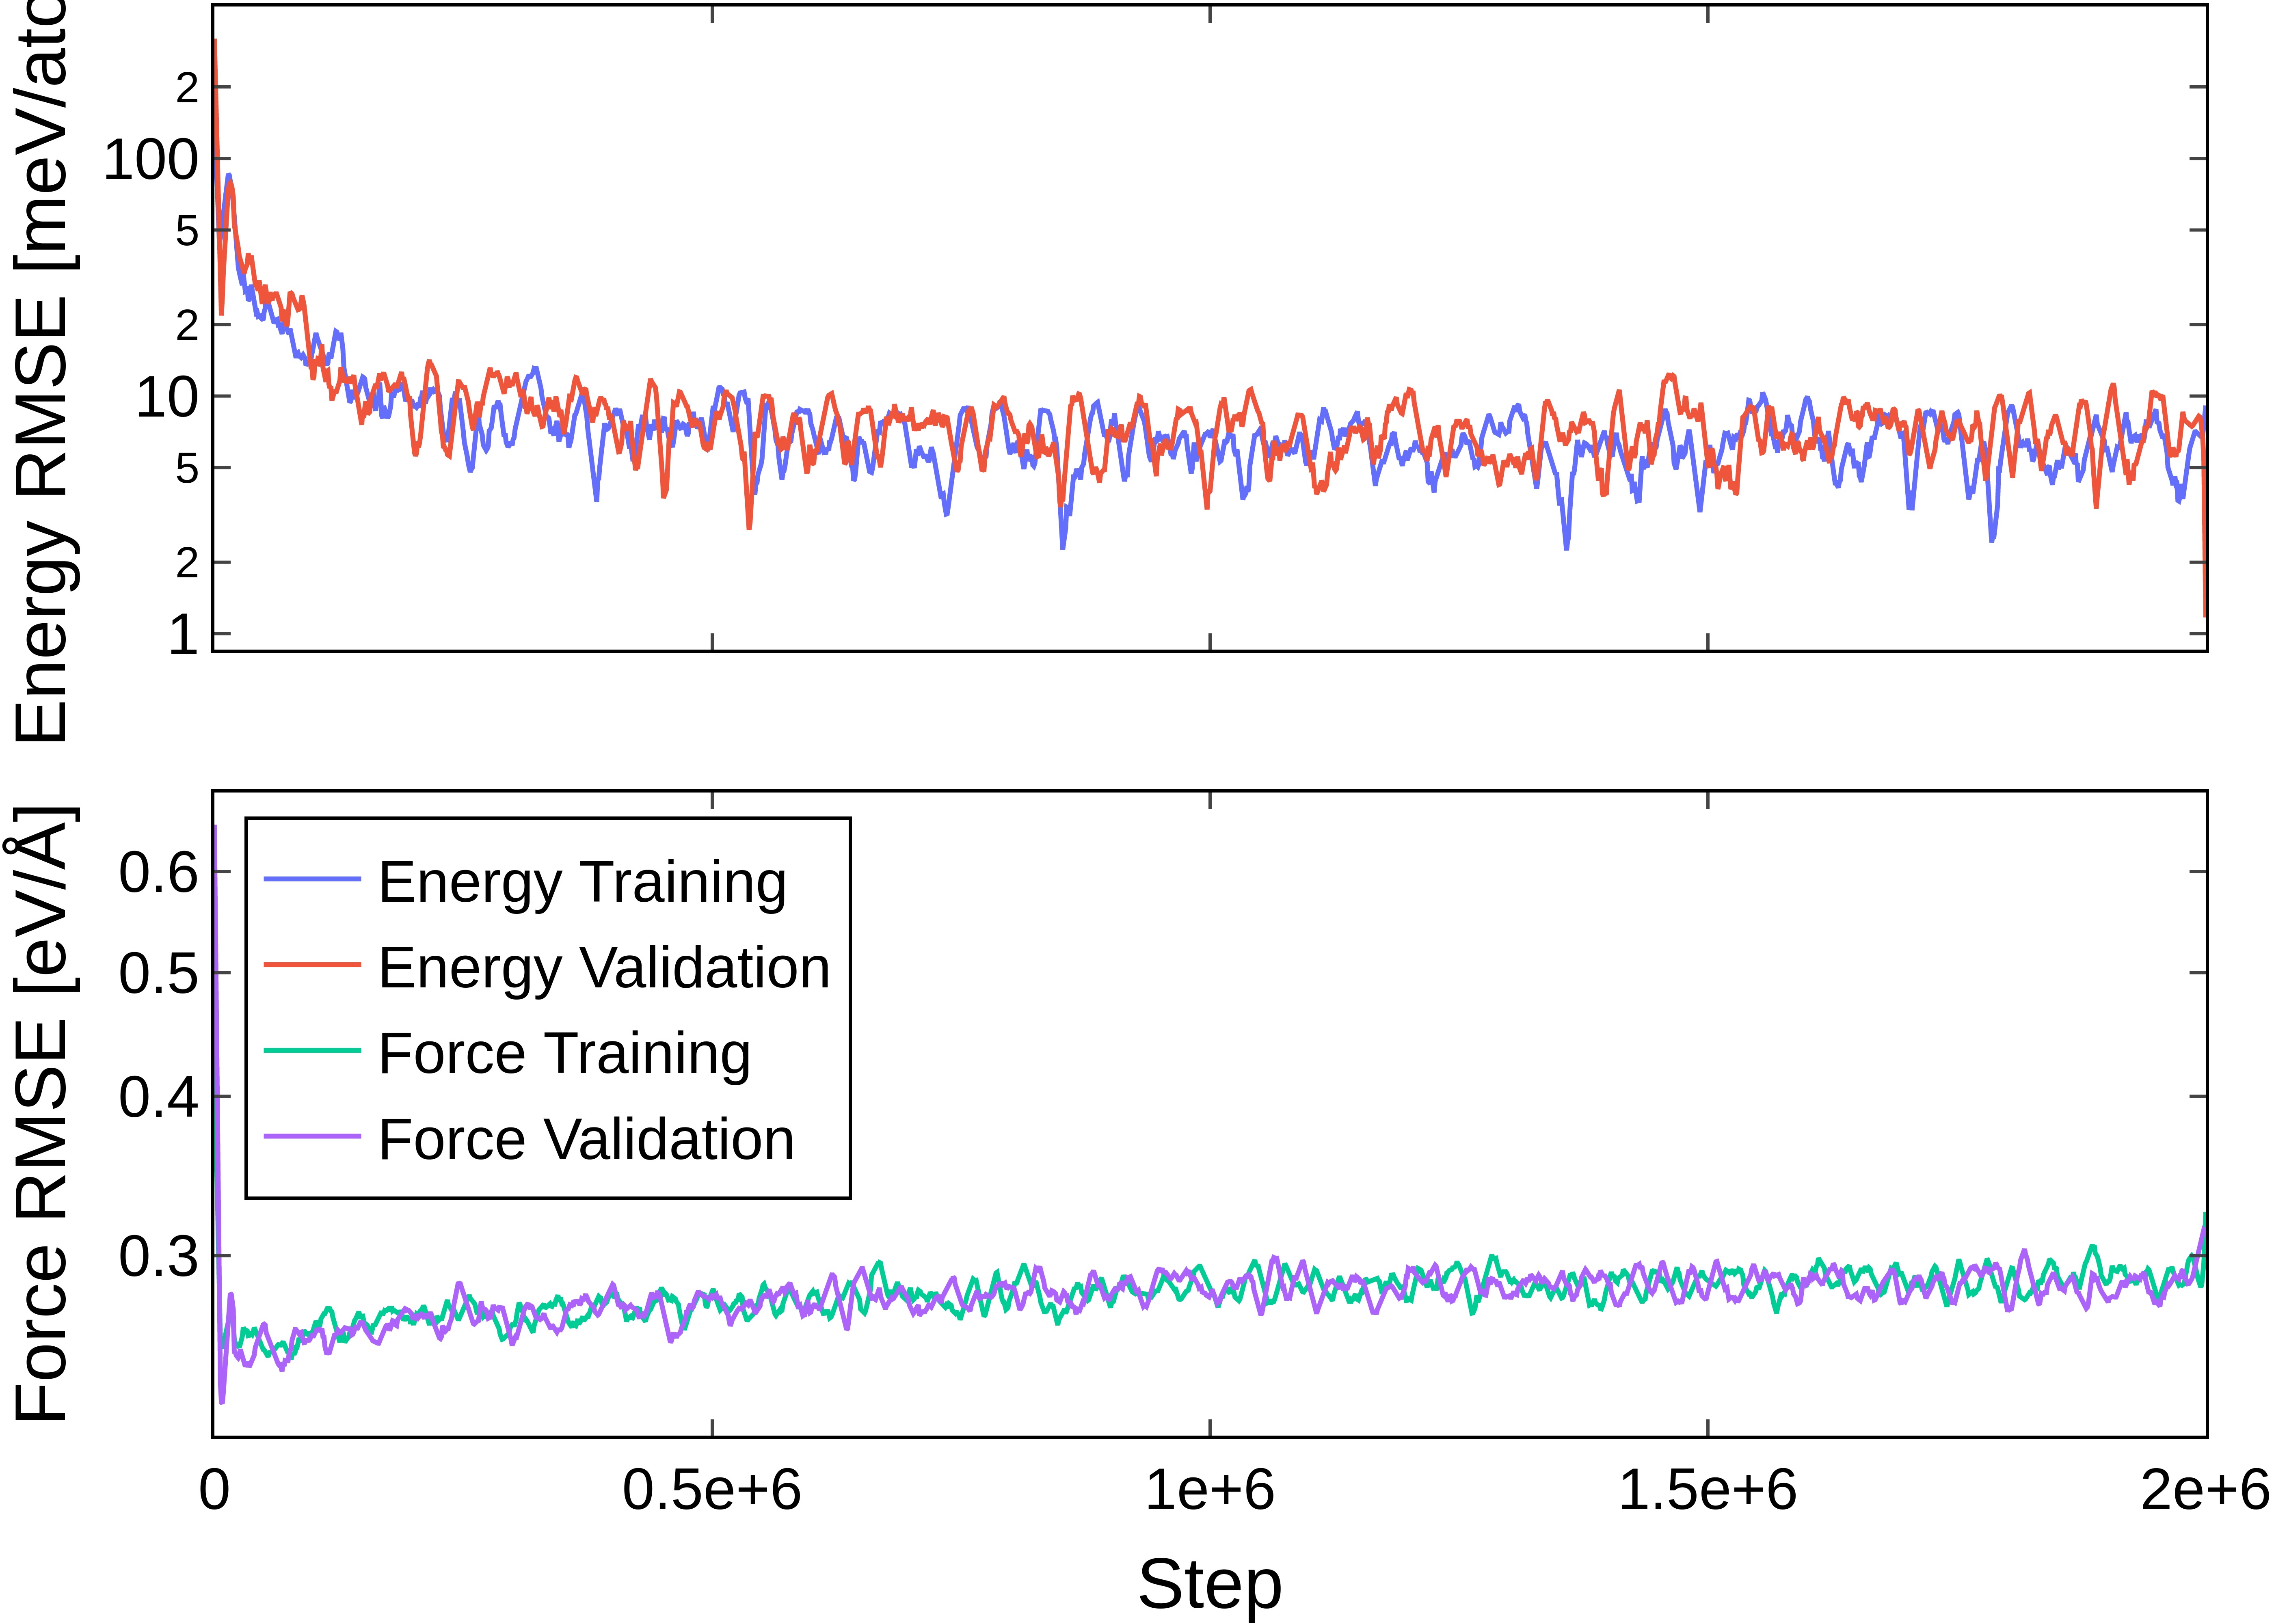 Energy RMSE [meV/ato
2
100
5
2
10
5
2
1
Force RMSE [eV/Å]
0.6
0.5
0.4
0.3
Energy Training
Energy Validation
Force Training
Force Validation
0 0.5e+6 1e+6 1.5e+6 2e+6
Step